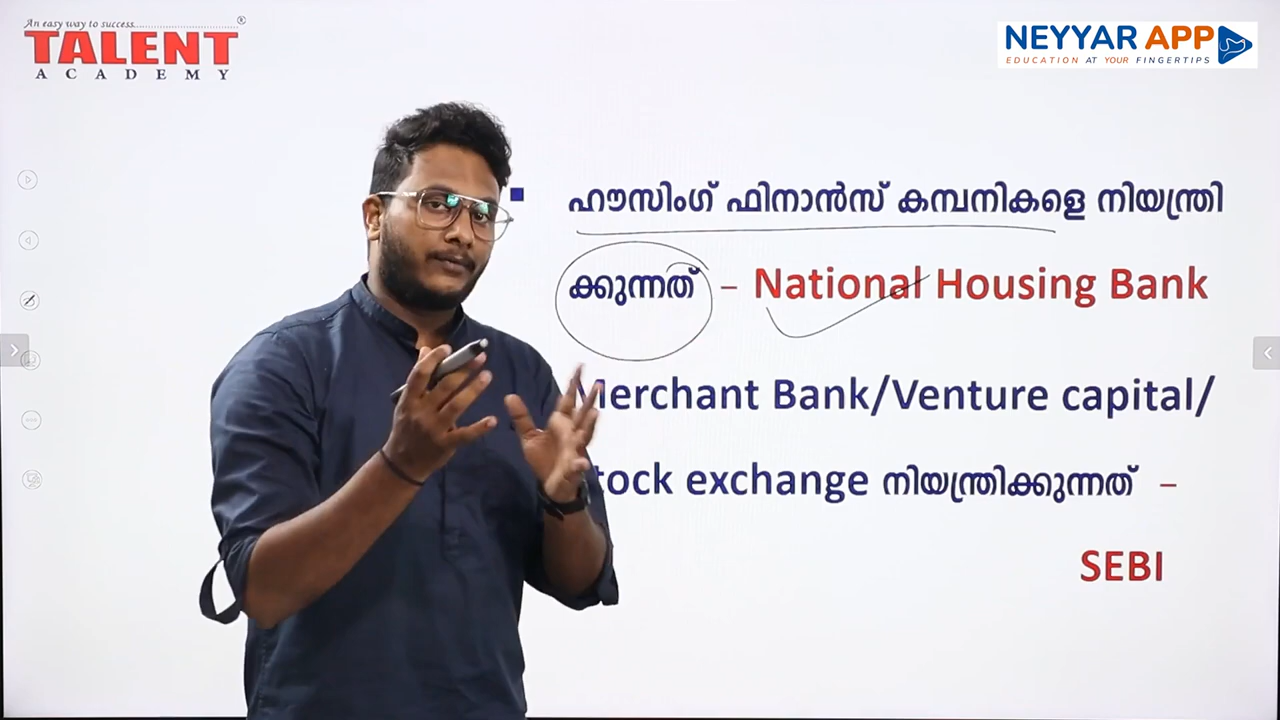 An easy way to success...
TALENT
ACADEMY
NEYYAR APP
EDUCATION AT YOUR FINGERTIPS
ഹൗസിംഗ് ഫിനാൻസ് കമ്പനികളെ നിയന്ത്രി
ക്കുന്നത് – National Housing Bank
Merchant Bank/Venture capital/
tock exchange നിയന്ത്രിക്കുന്നത് –
SEBI